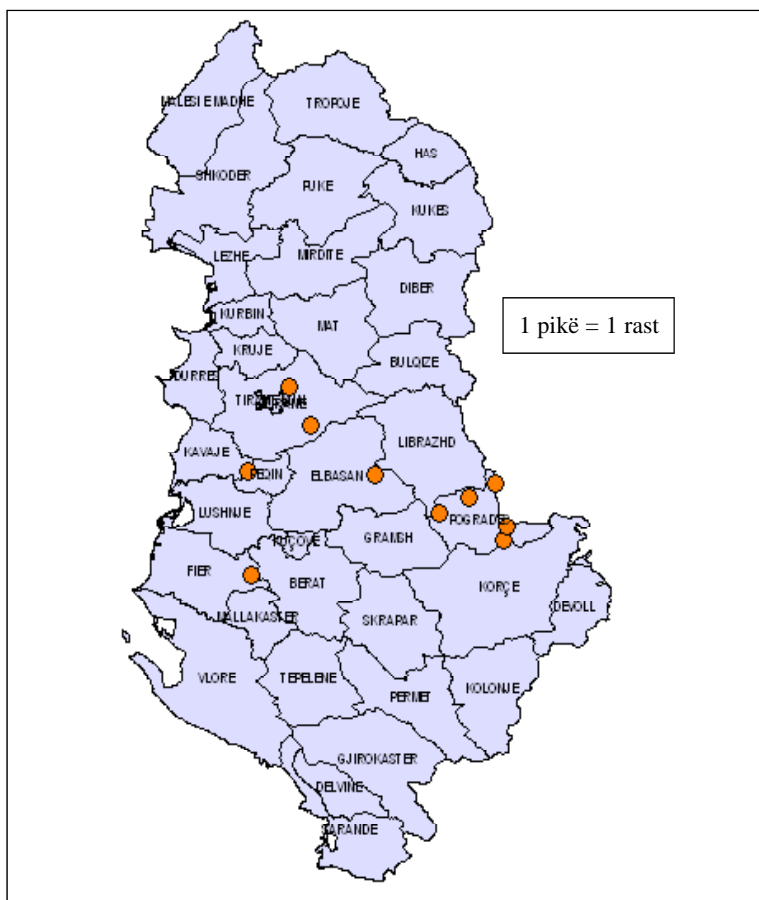 MALESI E MADHE
TROPOJE
HAS
SHKODER
PUKE
KUKES
LEZHE
MIRDITE
DIBER
KURBIN
MAT
1 pikë = 1 rast
KRUJE
BULQIZE
DURRES
LIBRAZHD
KAVAJE
PEQIN
ELBASAN
LUSHNJE
POGRADEC
GRAMSH
KUÇOVE
FIER
BERAT
KORÇE
DEVOLL
MALLAKASTER
SKRAPAR
VLORE
TEPELENE
PERMET
KOLONJE
GJIROKASTER
DELVINE
SARANDE